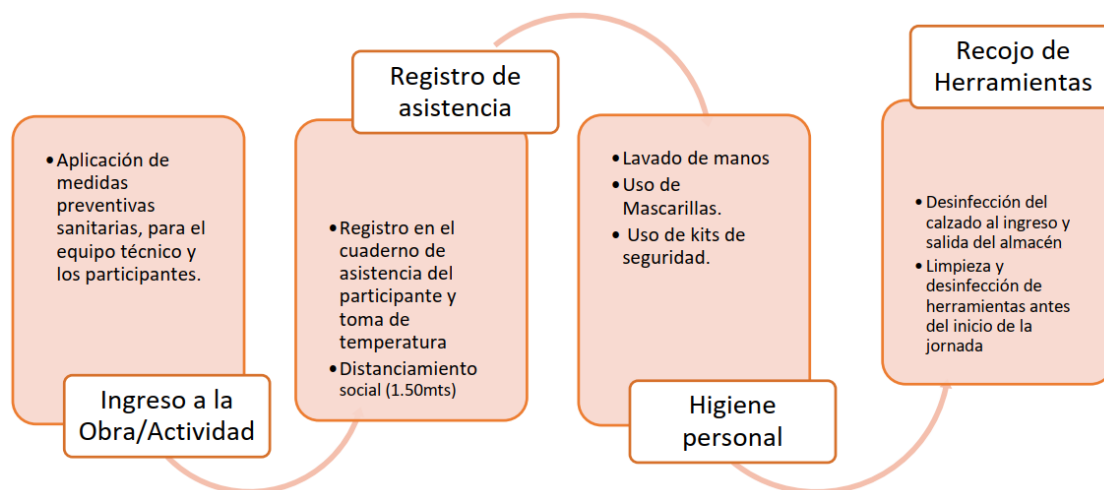 •Aplicación de
medidas
preventivas
sanitarias, para el
equipo técnico y
los participantes.
Ingreso a la
Obra/Actividad
Registro de
asistencia
•Registro en el
cuaderno de
asistencia del
participante y
toma de
temperatura
•Distanciamiento
social (1.50mts)
•Lavado de manos
•Uso de
Mascarillas.
• Uso de kits de
seguridad.
Higiene
personal
Recojo de
Herramientas
•Desinfección del
calzado al ingreso y
salida del almacén
•Limpieza y
desinfección de
herramientas antes
del inicio de la
jornada